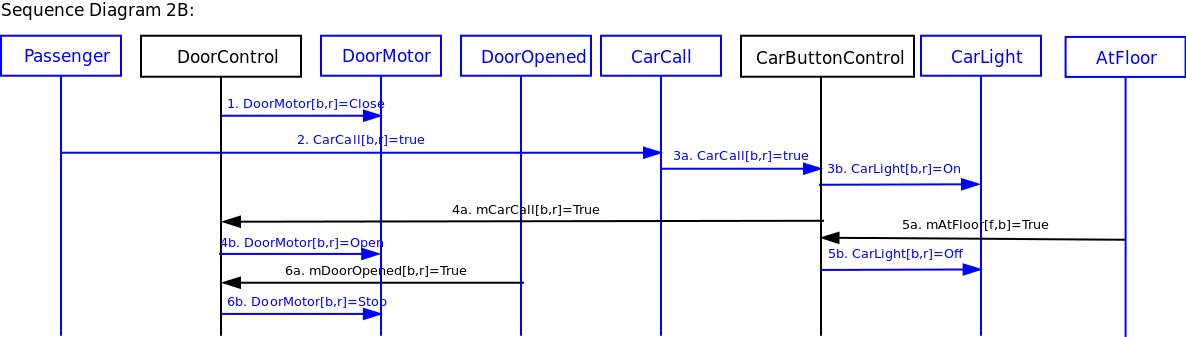 Sequence Diagram 2B:
Passenger
DoorControl
DoorMotor
DoorOpened
CarCall
CarButtonControl
CarLight
AtFloor
1. DoorMotor[b,r]=Close
2. CarCall[b,r]=true
3a. CarCall[b,r]=true
3b. CarLight[b,r]=On
4a. mCarCall[b,r]=True
5a. mAtFloor[f,b]=True
4b. DoorMotor[b,r]=Open
5b. CarLight[b,r]=Off
6a. mDoorOpened[b,r]=True
6b. DoorMotor[b,r]=Stop